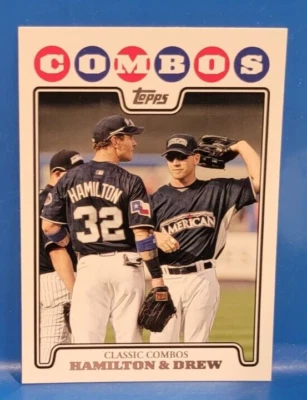 COMBOS
Topps
HAMILTON
32
AMERICAN
CLASSIC COMBOS
HAMILTON & DREW